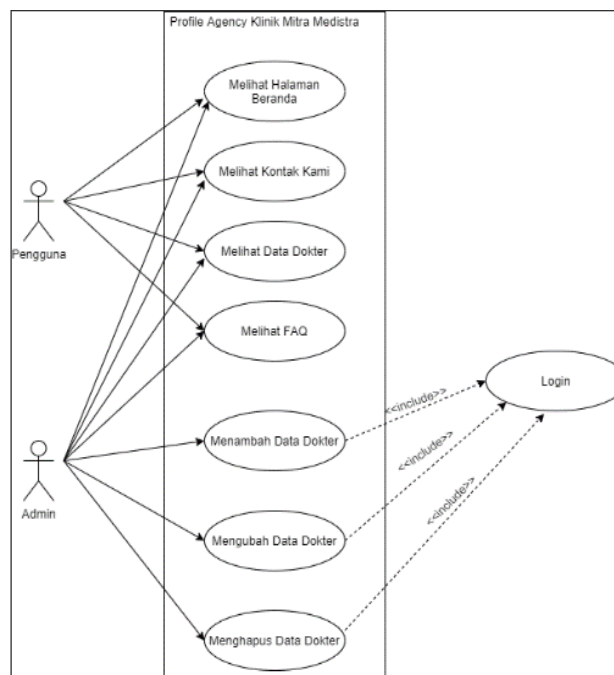 Profile Agency Klinik Mitra Medistra
Melihat Halaman
Beranda
Melihat Kontak Kami
Pengguna
Melihat Data Dokter
Melihat FAQ
Login
<<include>>
Menambah Data Dokter
<<include>>
Admin
<<include>>
Mengubah Data Dokter
Menghapus Data Dokter